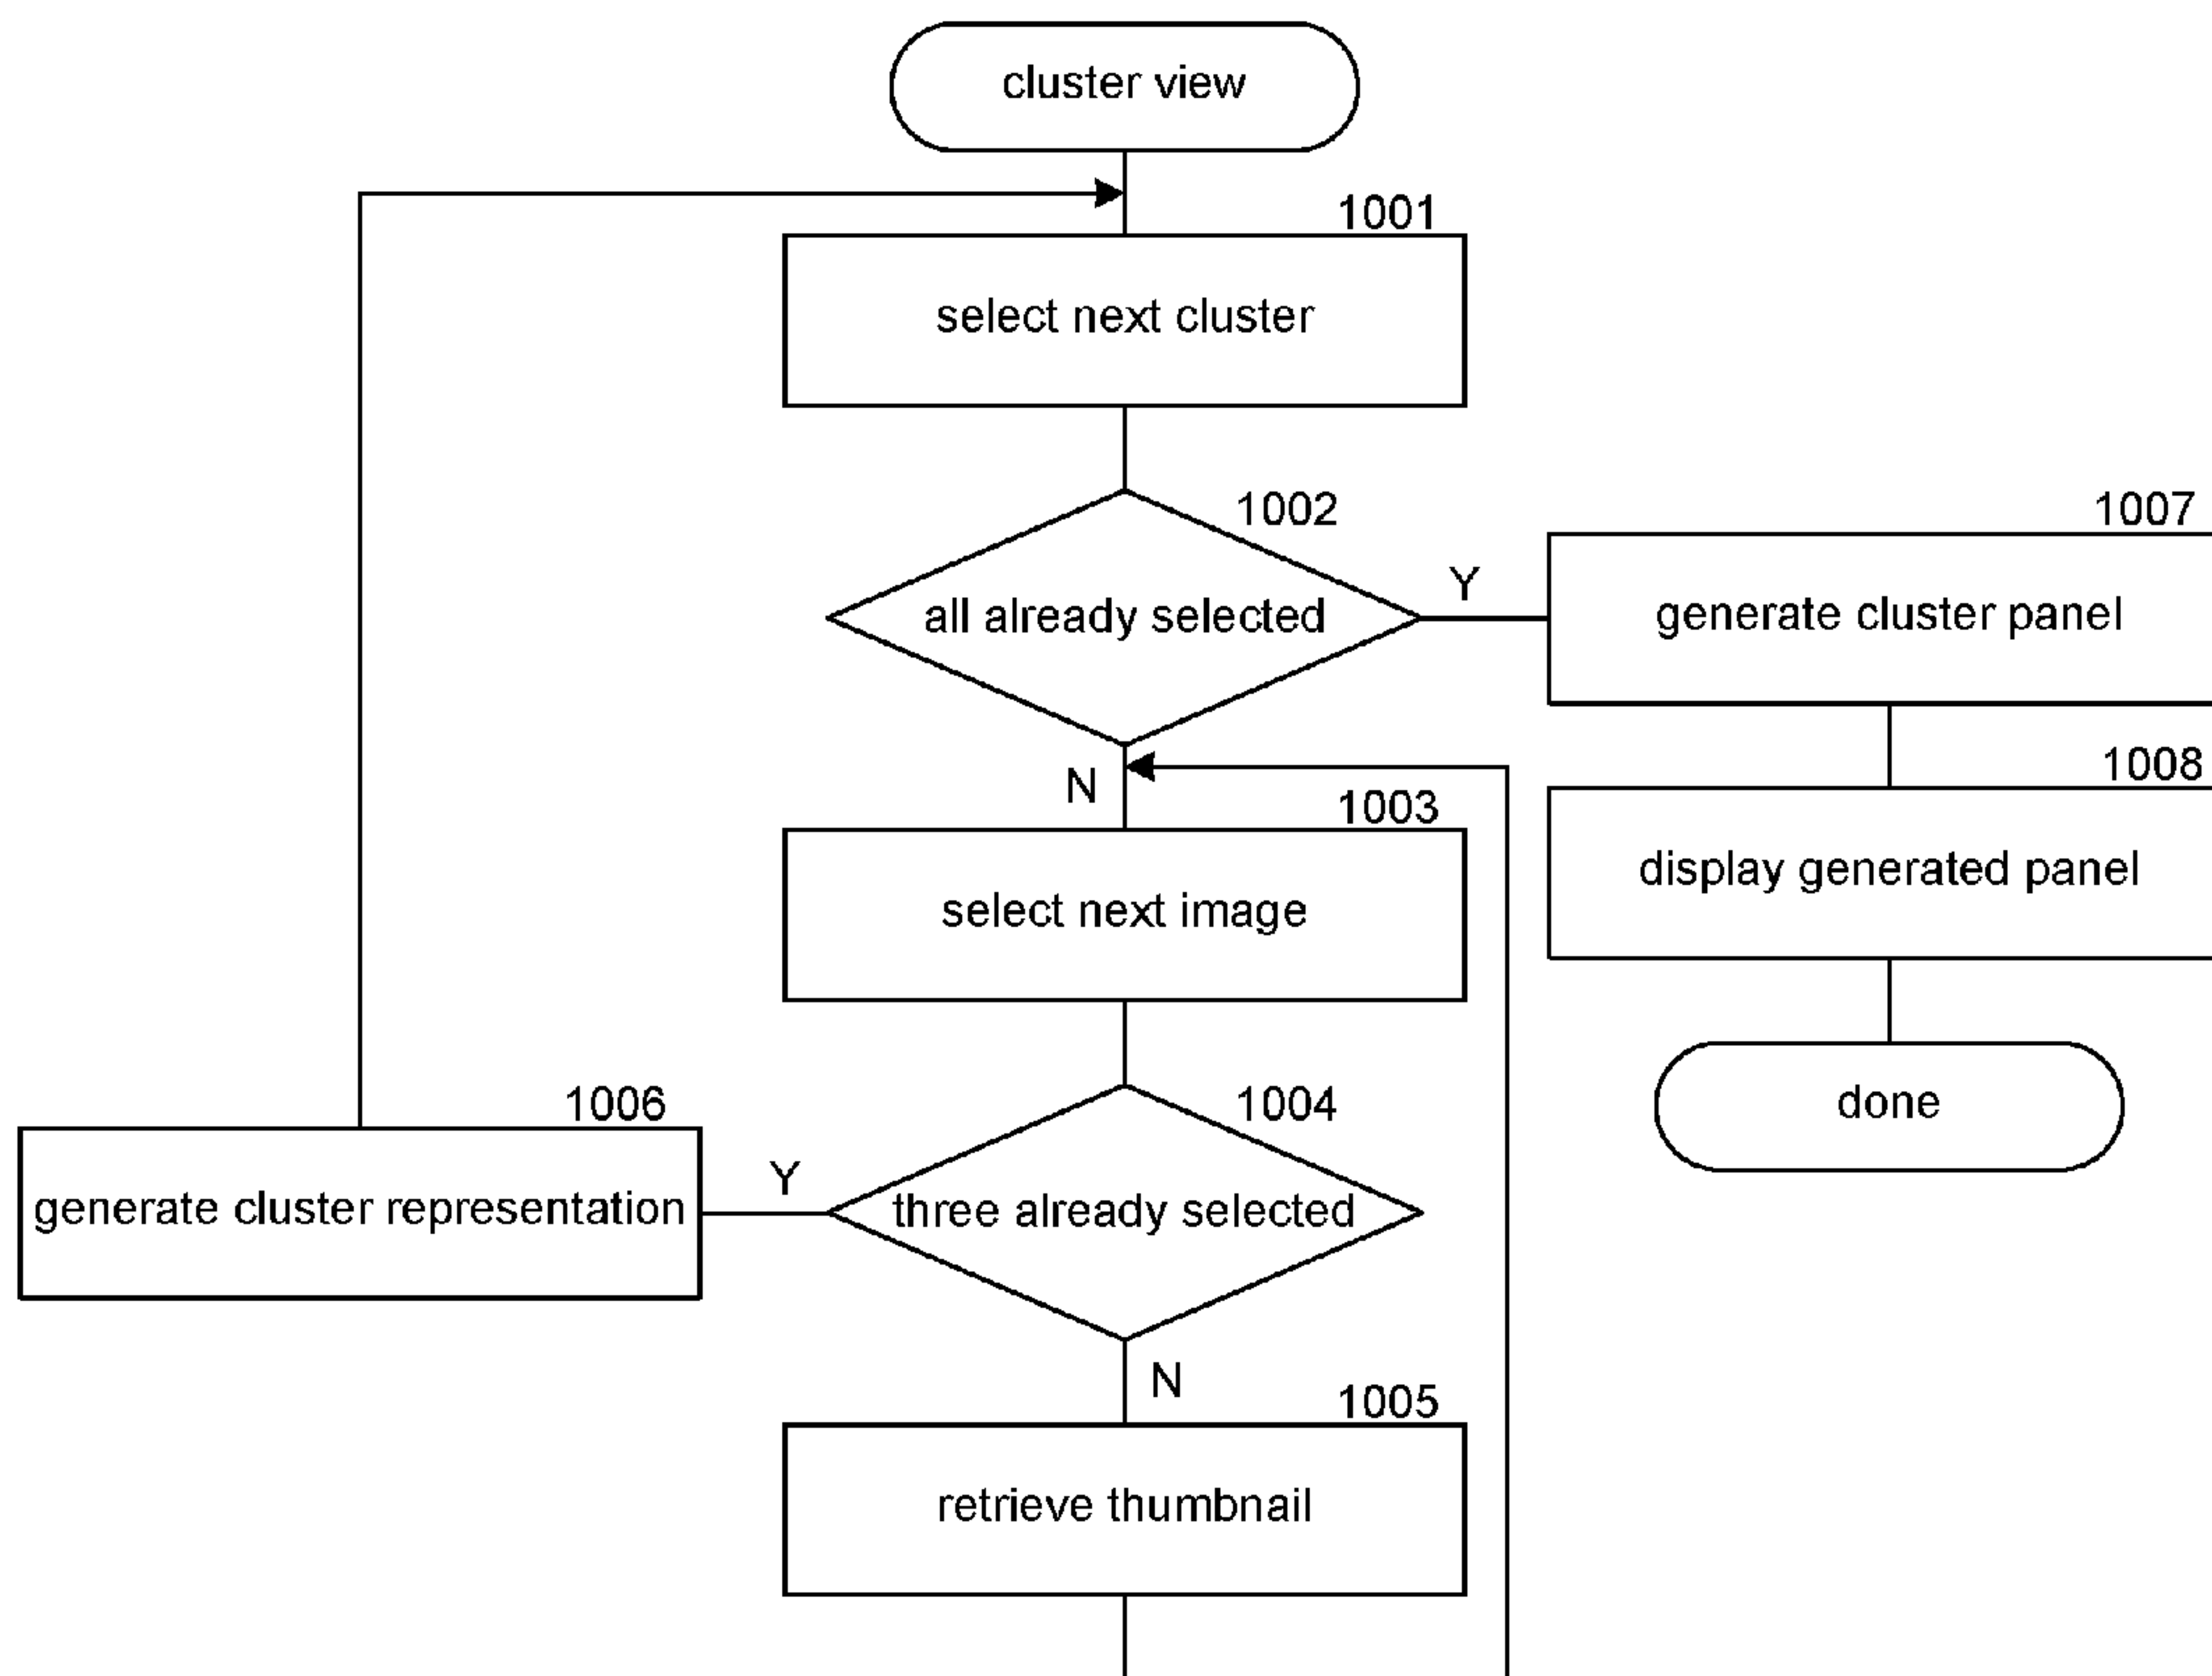 cluster view
1001
select next cluster
1002
all already selected
Y
1007
generate cluster panel
N
1003
select next image
1008
display generated panel
done
1004
three already selected
Y
1006
generate cluster representation
N
1005
retrieve thumbnail